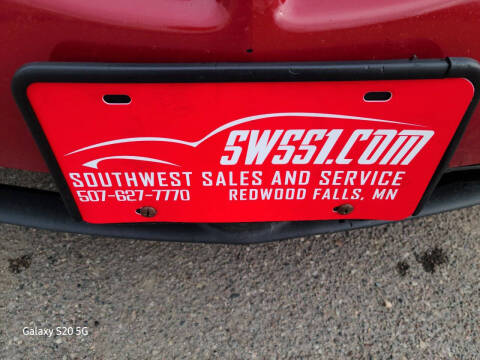 SWSS1.COM
SOUTHWEST SALES AND SERVICE
507-627-7770 REDWOOD FALLS, MN
Galaxy S20 5G